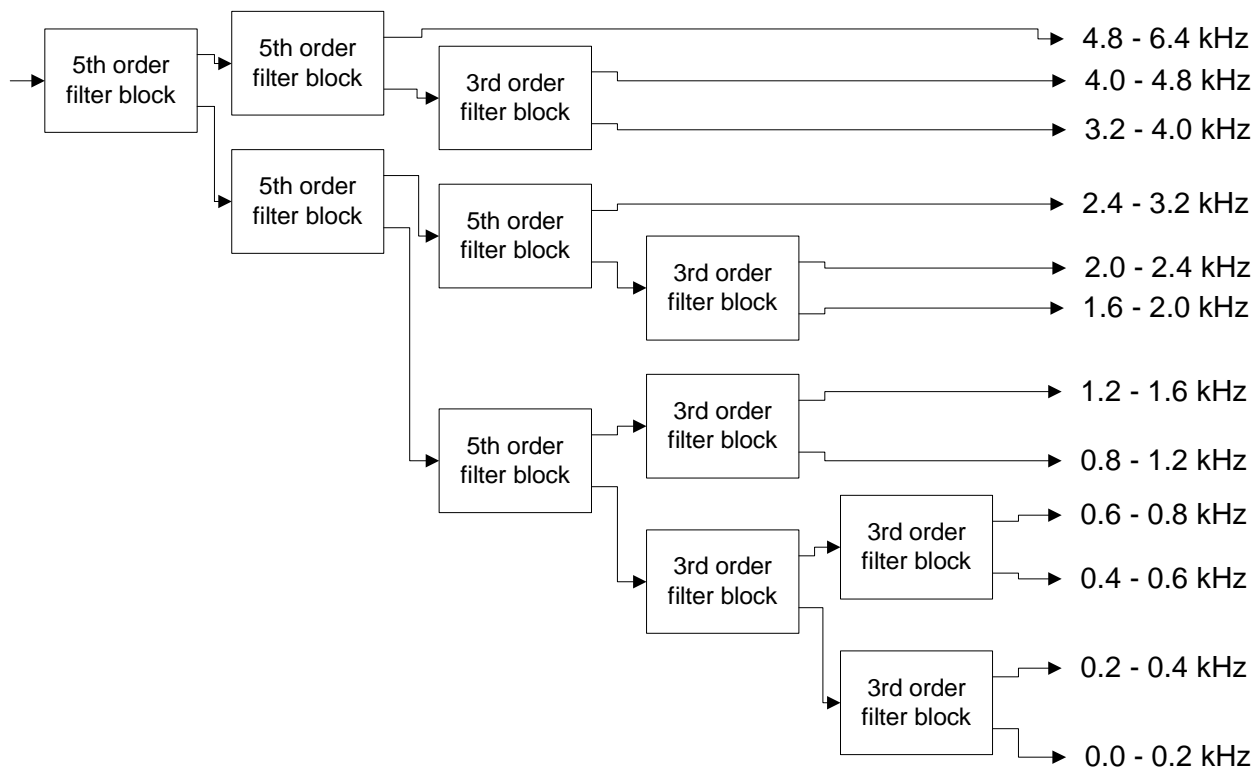 5th order
filter block
5th order
filter block
3rd order
filter block
4.8 - 6.4 kHz
4.0 - 4.8 kHz
3.2 - 4.0 kHz
5th order
filter block
5th order
filter block
3rd order
filter block
2.4 - 3.2 kHz
2.0 - 2.4 kHz
1.6 - 2.0 kHz
5th order
filter block
3rd order
filter block
1.2 - 1.6 kHz
0.8 - 1.2 kHz
3rd order
filter block
3rd order
filter block
0.6 - 0.8 kHz
0.4 - 0.6 kHz
3rd order
filter block
0.2 - 0.4 kHz
0.0 - 0.2 kHz